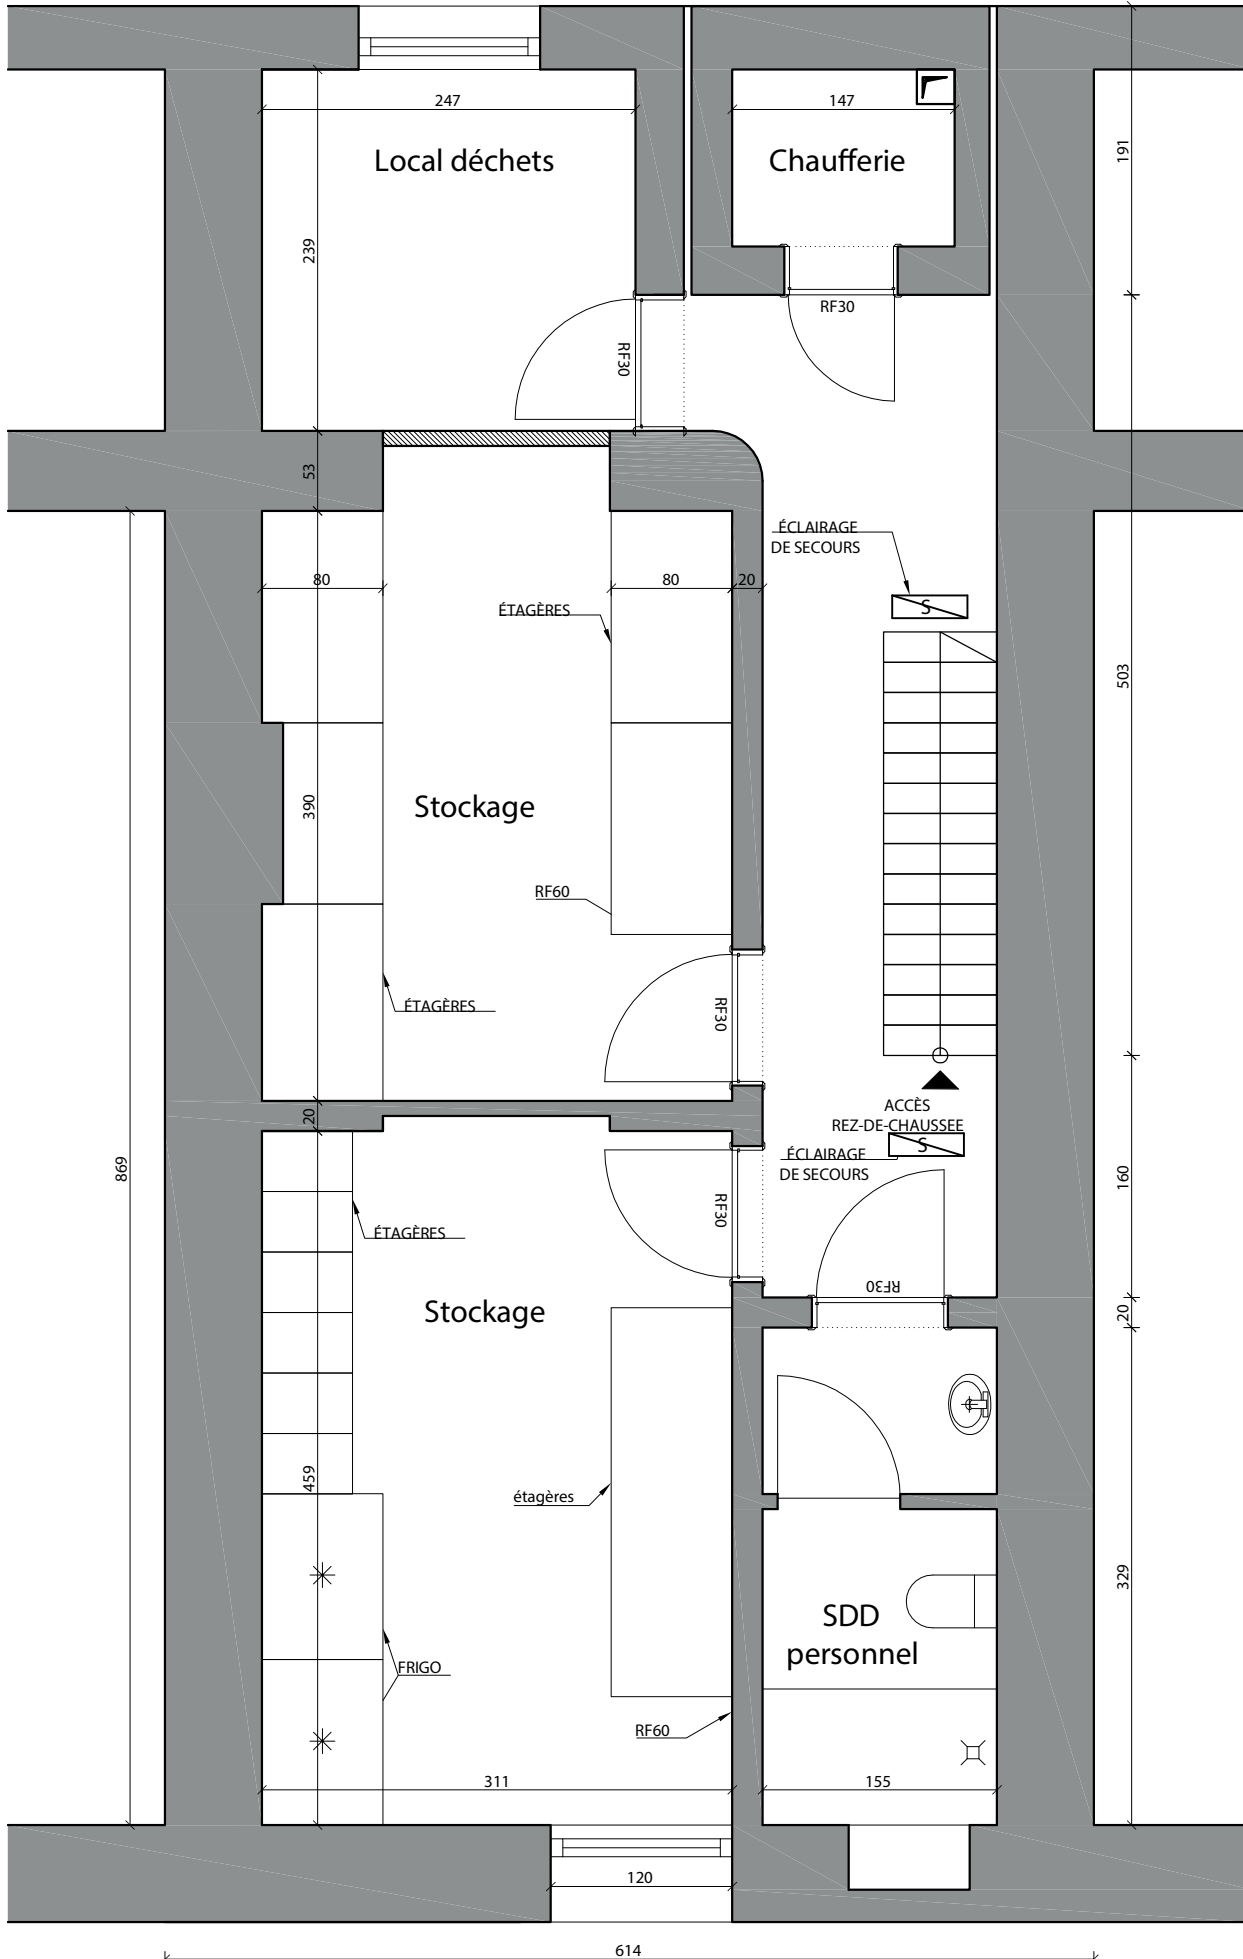 247
147
191
Local déchets
Chaufferie
239
RF30
RF30
53
ÉCLAIRAGE
DE SECOURS
80
80
20
S
ÉTAGÈRES
503
390
Stockage
RF60
ÉTAGÈRES
RF30
20
ACCÈS
REZ-DE-CHAUSSEE
S
ÉCLAIRAGE
DE SECOURS
869
160
RF30
ÉTAGÈRES
RF30
Stockage
20
459
étagères
329
SDD
personnel
FRIGO
RF60
311
155
120
614